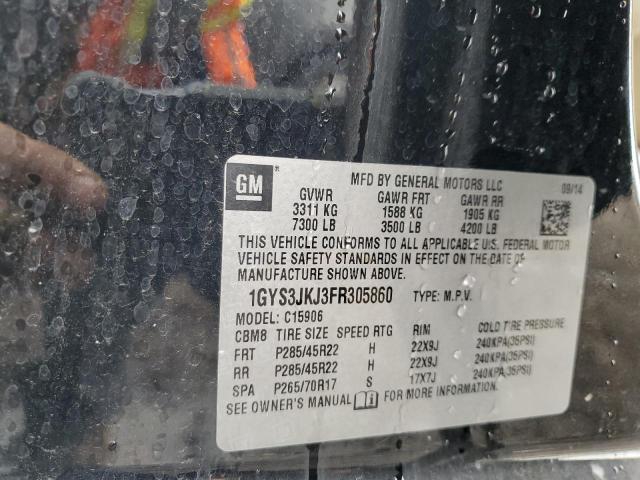 GM
MFD BY GENERAL MOTORS LLC 09/14
GVWR GAWR FRT GAWR RR
3311 KG 1588 KG 1905 KG
7300 LB 3500 LB 4200 LB
THIS VEHICLE CONFORMS TO ALL APPLICABLE U.S. FEDERAL MOTOR
VEHICLE SAFETY STANDARDS IN EFFECT ON THE DATE OF
MANUFACTURE SHOWN ABOVE.
1GYS3JKJ3FR305860 TYPE: M.P.V.
MODEL: C15906
CBM8 TIRE SIZE SPEED RTG RIM COLD TIRE PRESSURE
FRT P285/45R22 H 22X9J 240KPA(35PSI)
RR P285/45R22 H 22X9J 240KPA(35PSI)
SPA P265/70R17 S 17X7J 240KPA(35PSI)
SEE OWNER'S MANUAL FOR MORE INFORMATION.